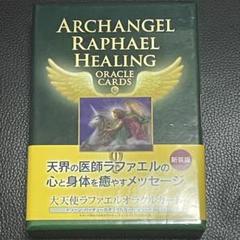 ARCHANGEL
RAPHAEL
HEALING
ORACLE
CARDS
天界の医師ラファエルの
心と身体を癒やすメッセージ
新装版
大天使ラファエルオラクルカード